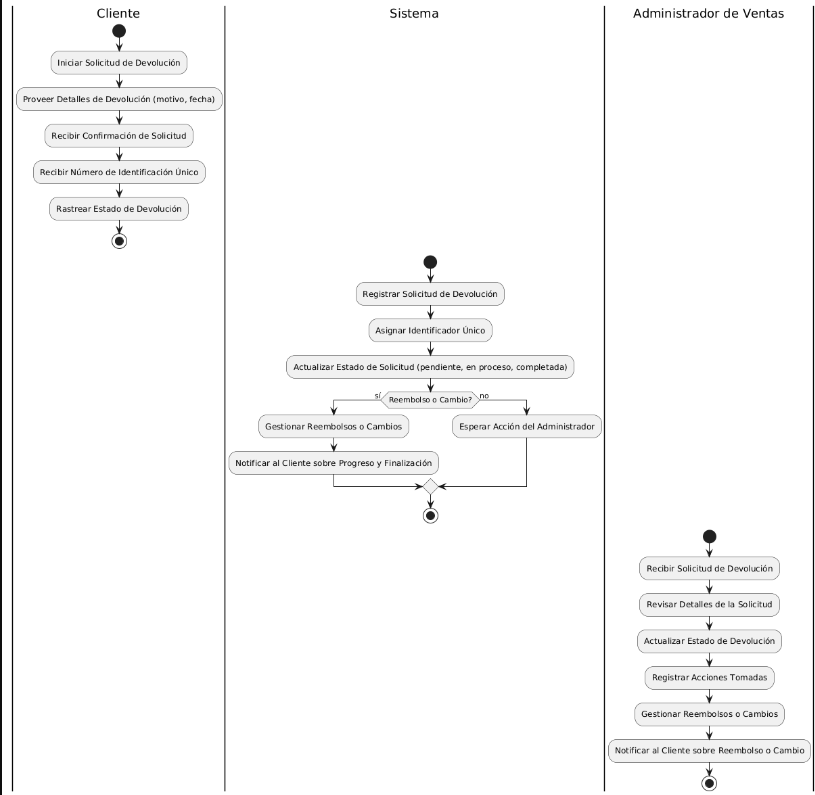 Cliente
Sistema
Administrador de Ventas
Iniciar Solicitud de Devolución
Proveer Detalles de Devolución (motivo, fecha)
Recibir Confirmación de Solicitud
Recibir Número de Identificación Único
Rastrear Estado de Devolución
Registrar Solicitud de Devolución
Asignar Identificador Único
Actualizar Estado de Solicitud (pendiente, en proceso, completada)
sí
Reembolso o Cambio?
no
Gestionar Reembolsos o Cambios
Esperar Acción del Administrador
Notificar al Cliente sobre Progreso y Finalización
Recibir Solicitud de Devolución
Revisar Detalles de la Solicitud
Actualizar Estado de Devolución
Registrar Acciones Tomadas
Gestionar Reembolsos o Cambios
Notificar al Cliente sobre Reembolso o Cambio